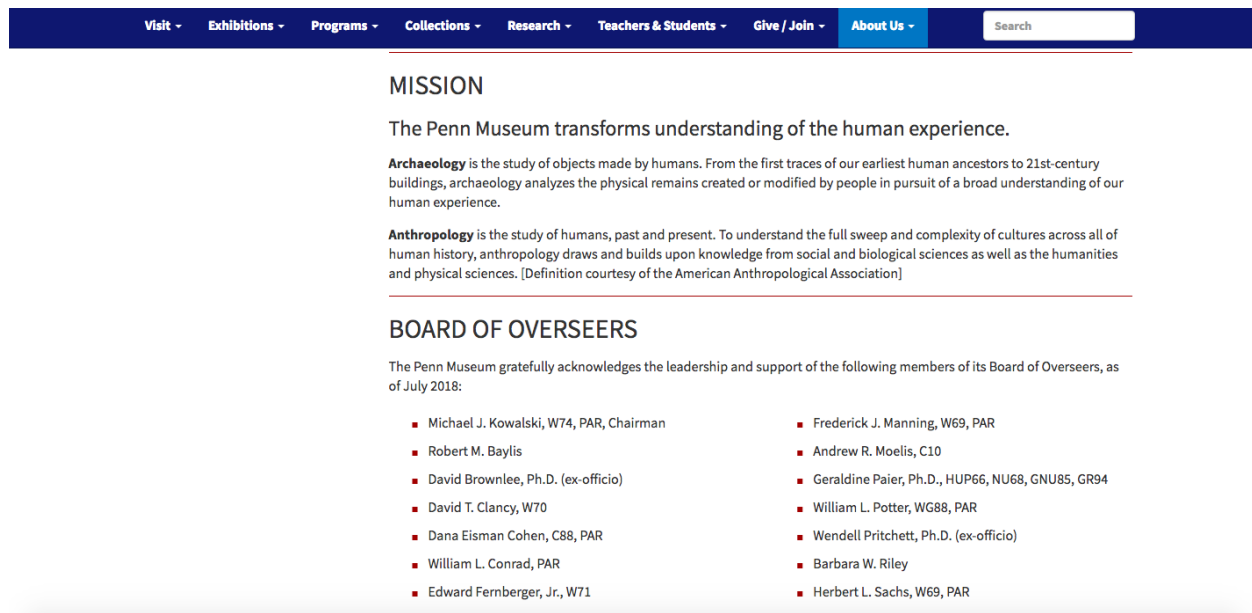 Visit Exhibitions Programs Collections Research Teachers & Students Give / Join About Us Search
MISSION
The Penn Museum transforms understanding of the human experience.
Archaeology is the study of objects made by humans. From the first traces of our earliest human ancestors to 21st-century
buildings, archaeology analyzes the physical remains created or modified by people in pursuit of a broad understanding of our
human experience.
Anthropology is the study of humans, past and present. To understand the full sweep and complexity of cultures across all of
human history, anthropology draws and builds upon knowledge from social and biological sciences as well as the humanities
and physical sciences. [Definition courtesy of the American Anthropological Association]
BOARD OF OVERSEERS
The Penn Museum gratefully acknowledges the leadership and support of the following members of its Board of Overseers, as
of July 2018:
Michael J. Kowalski, W74, PAR, Chairman
Robert M. Baylis
David Brownlee, Ph.D. (ex-officio)
David T. Clancy, W70
Dana Eisman Cohen, C88, PAR
William L. Conrad, PAR
Edward Fernberger, Jr., W71
Frederick J. Manning, W69, PAR
Andrew R. Moelis, C10
Geraldine Paier, Ph.D., HUP66, NU68, GNU85, GR94
William L. Potter, WG88, PAR
Wendell Pritchett, Ph.D. (ex-officio)
Barbara W. Riley
Herbert L. Sachs, W69, PAR